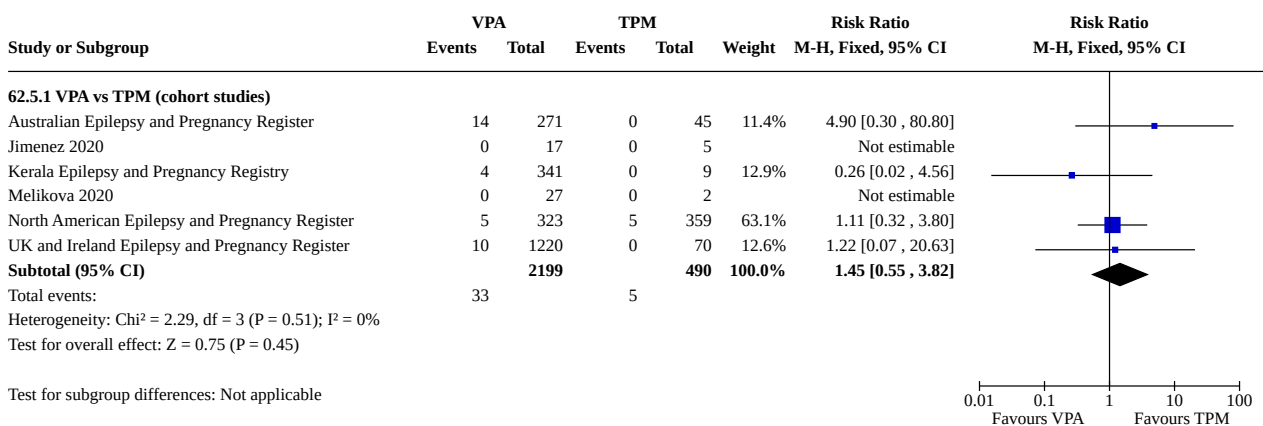 VPA TPM Risk Ratio Risk Ratio
Study or Subgroup Events Total Events Total Weight M-H, Fixed, 95% CI M-H, Fixed, 95% CI
62.5.1 VPA vs TPM (cohort studies)
Australian Epilepsy and Pregnancy Register 14 271 0 45 11.4% 4.90 [0.30 , 80.80]
Jimenez 2020 0 17 0 5 Not estimable
Kerala Epilepsy and Pregnancy Registry 4 341 0 9 12.9% 0.26 [0.02 , 4.56]
Melikova 2020 0 27 0 2 Not estimable
North American Epilepsy and Pregnancy Register 5 323 5 359 63.1% 1.11 [0.32 , 3.80]
UK and Ireland Epilepsy and Pregnancy Register 10 1220 0 70 12.6% 1.22 [0.07 , 20.63]
Subtotal (95% CI) 2199 490 100.0% 1.45 [0.55 , 3.82]
Total events: 33 5
Heterogeneity: Chi² = 2.29, df = 3 (P = 0.51); I² = 0%
Test for overall effect: Z = 0.75 (P = 0.45)
Test for subgroup differences: Not applicable
0.01 0.1 1 10 100
Favours VPA Favours TPM